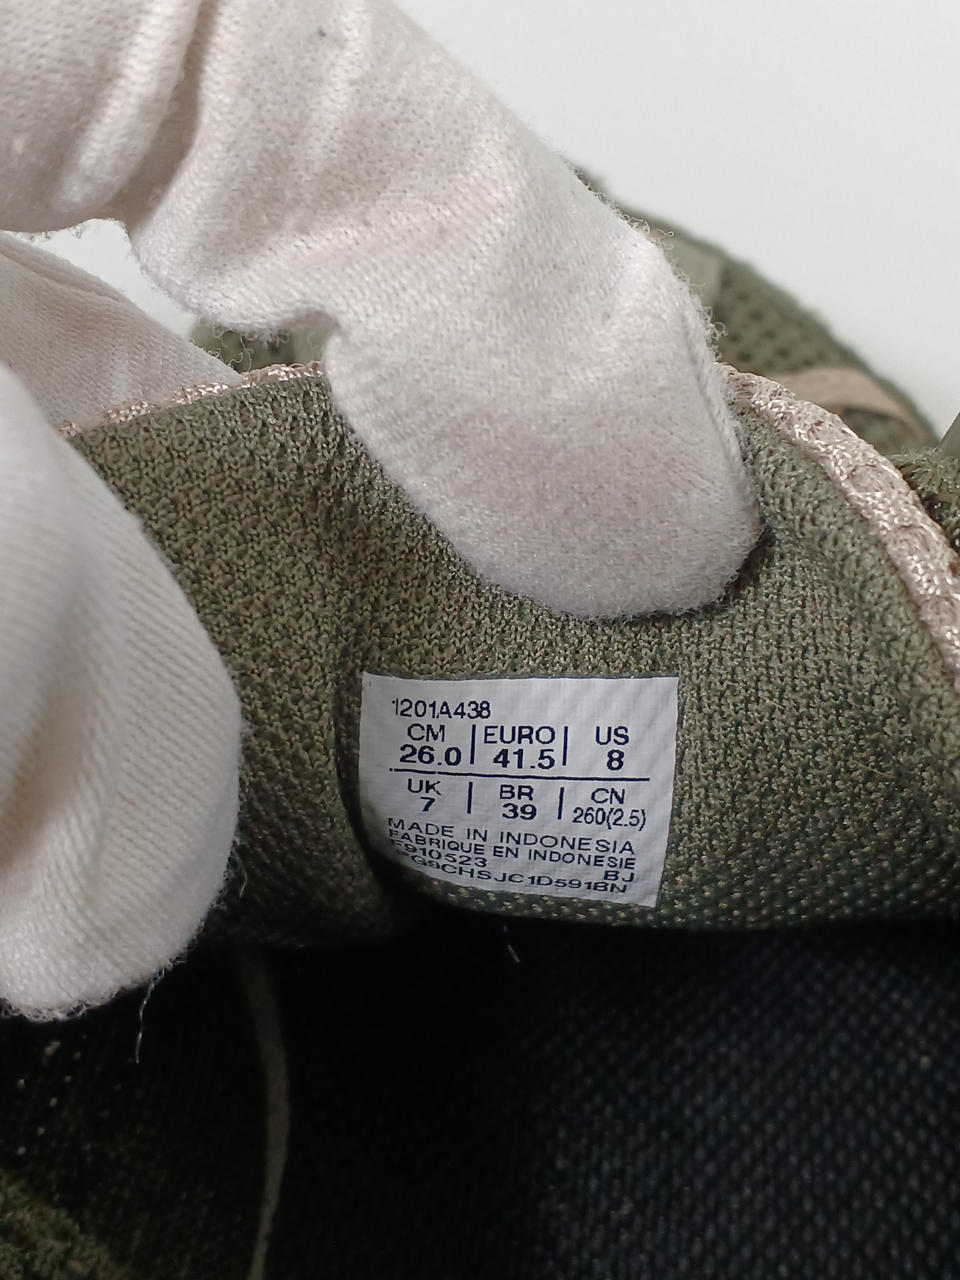 1201A438
CM | EURO | US
26.0 | 41.5 | 8
UK | BR | CN
7 | 39 | 260(2.5)
MADE IN INDONESIA
FABRIQUE EN INDONESIE
F910523 BJ